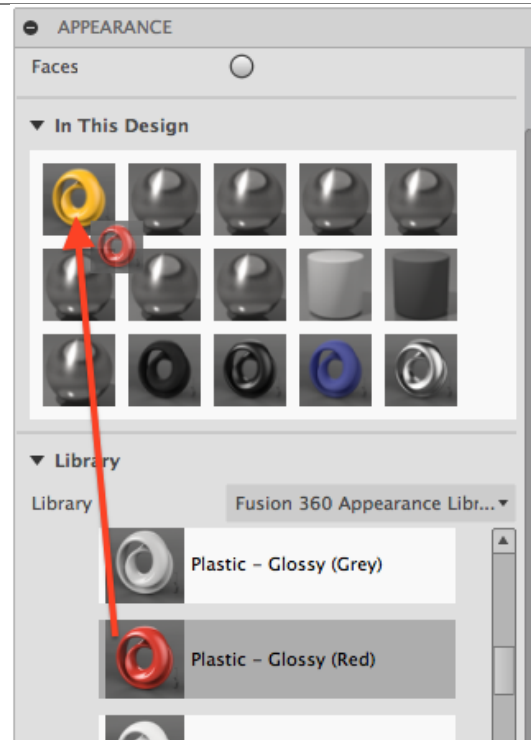 APPEARANCE
Faces
In This Design
Library
Library Fusion 360 Appearance Libr...
Plastic – Glossy (Grey)
Plastic – Glossy (Red)